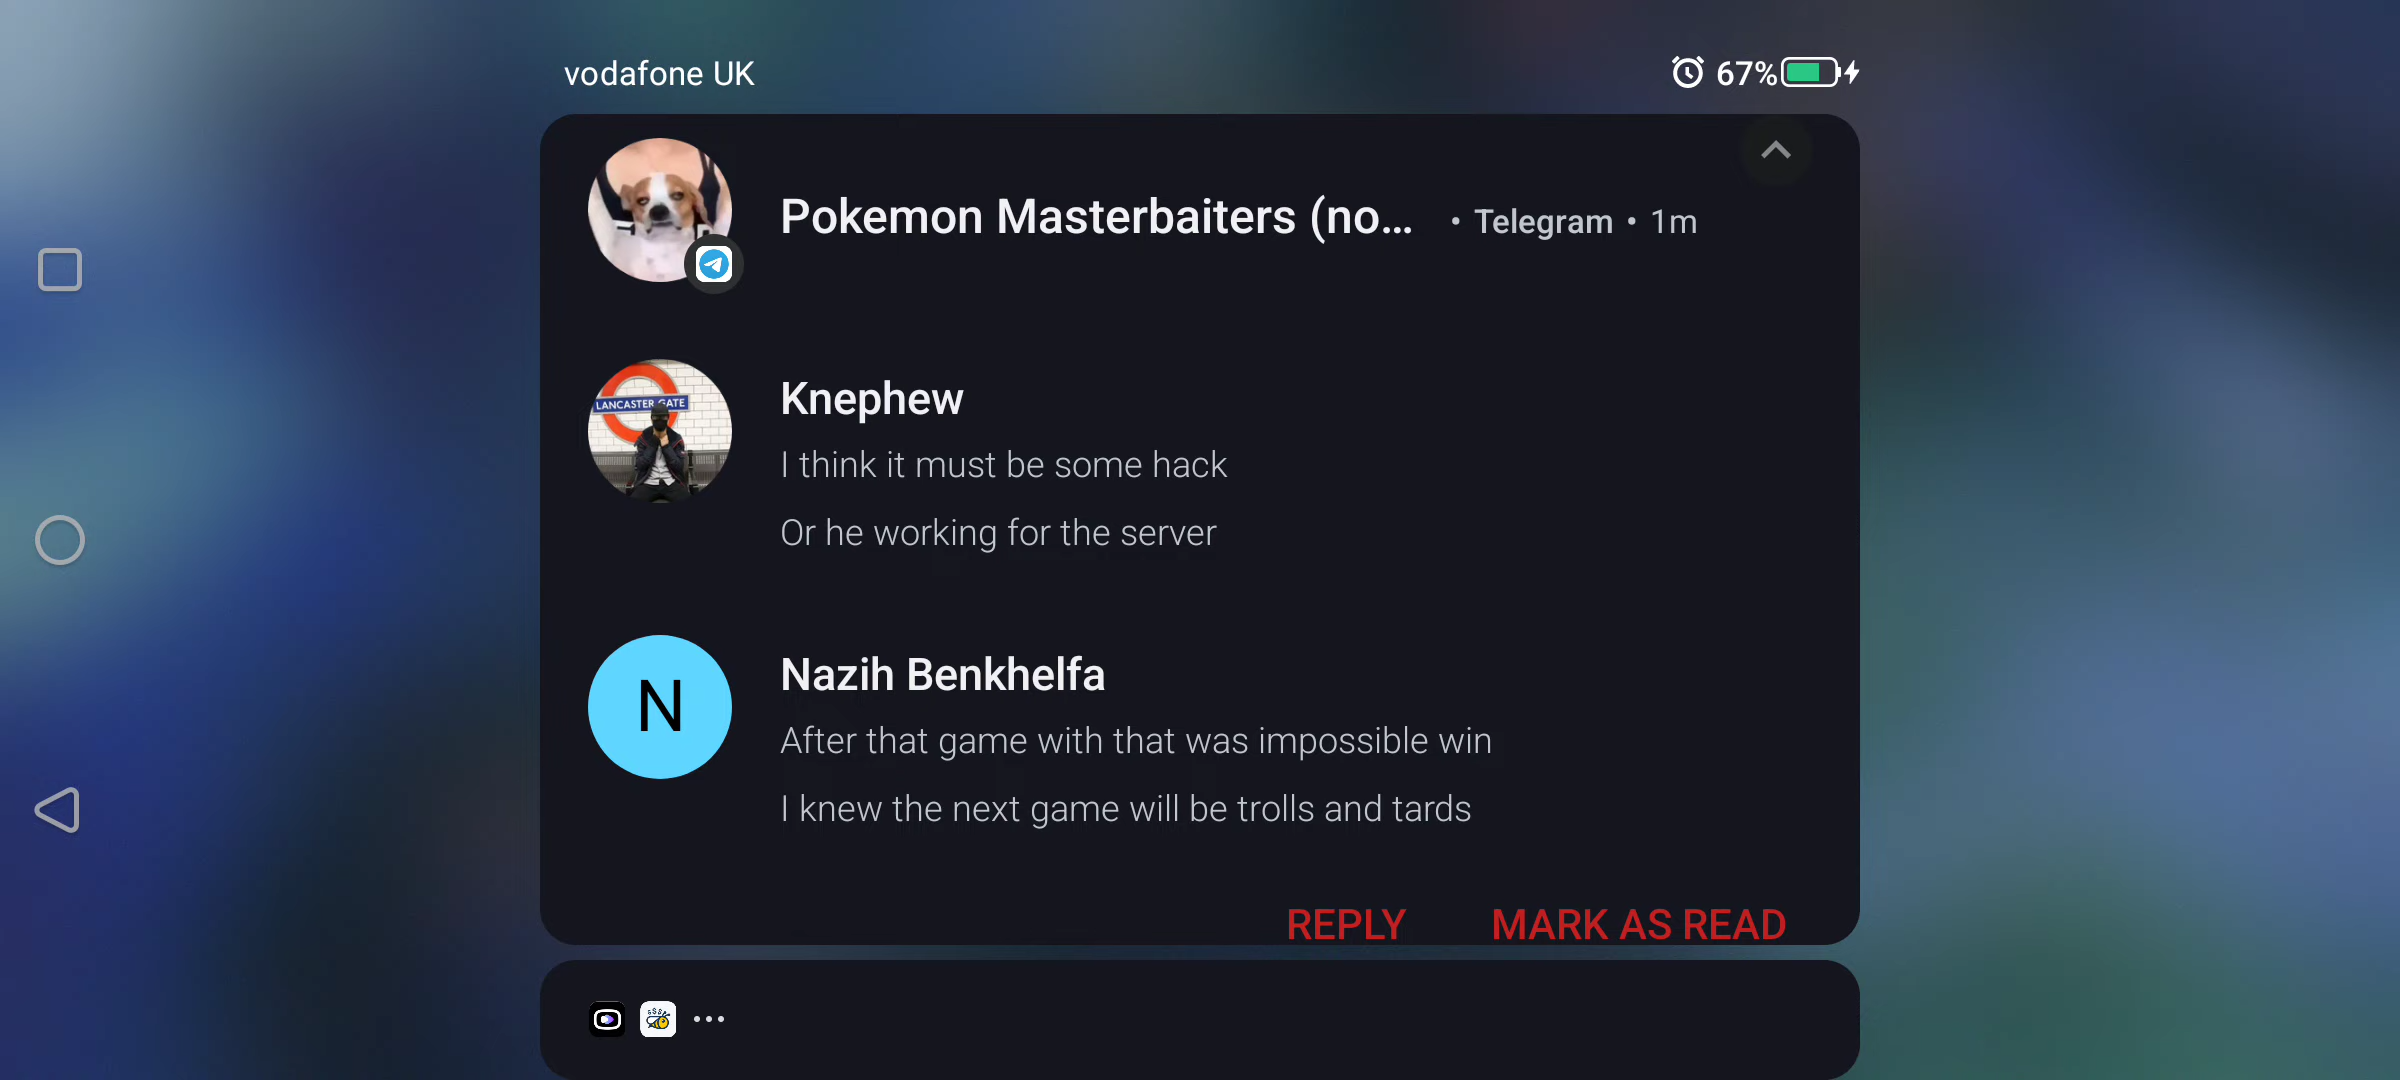 vodafone UK
67%
Pokemon Masterbaiters (no... • Telegram • 1m
LANCASTER GATE
Knephew
I think it must be some hack
Or he working for the server
N
Nazih Benkhelfa
After that game with that was impossible win
I knew the next game will be trolls and tards
REPLY MARK AS READ